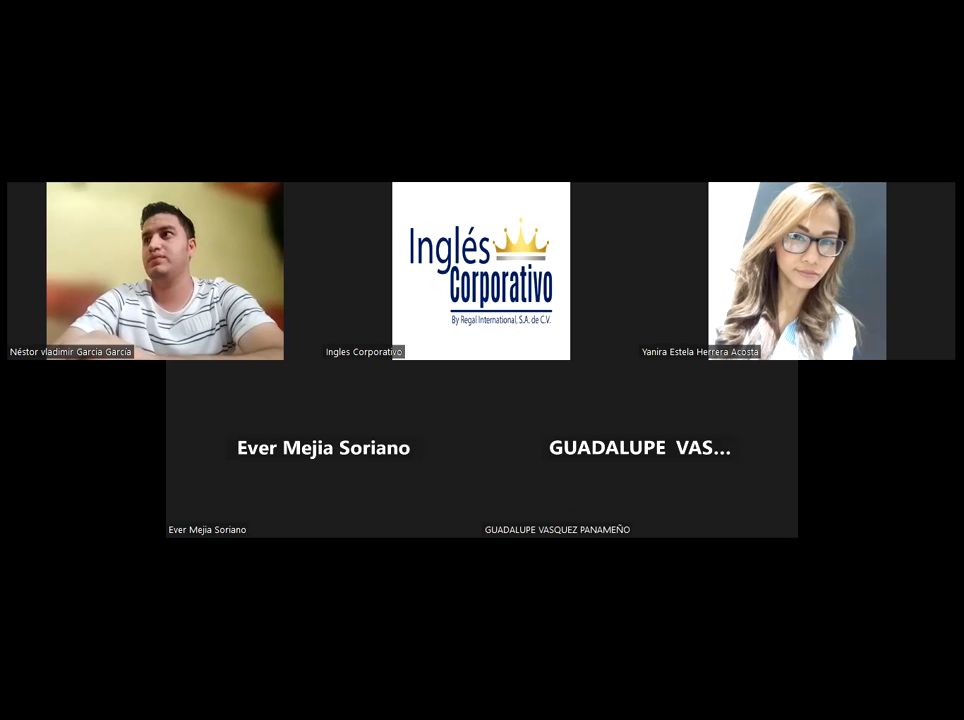 Inglés
Corporativo
By Regal International, S.A. de C.V.
Néstor vladimir Garcia García
Ingles Corporativo
Yanira Estela Herrera Acosta
Ever Mejia Soriano
GUADALUPE VAS...
Ever Mejia Soriano
GUADALUPE VASQUEZ PANAMEÑO